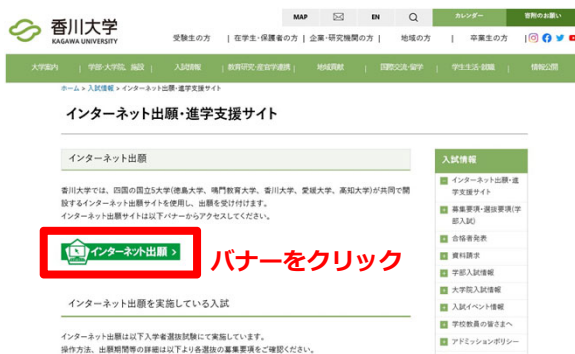 香川大学
KAGAWA UNIVERSITY
MAP
EN
カレンダー
寄附のお願い
受験生の方 | 在学生・保護者の方 | 企業・研究機関の方 | 地域の方 | 卒業生の方
大学案内 | 学部・大学院、施設 | 入試情報 | 教育研究・産官学連携 | 地域貢献 | 国際交流・留学 | 学生生活・就職 | 情報公開
ホーム > 入試情報 > インターネット出願・進学支援サイト
インターネット出願・進学支援サイト
インターネット出願
香川大学では、四国の国立5大学(徳島大学、鳴門教育大学、香川大学、愛媛大学、高知大学)が共同で開
設するインターネット出願サイトを使用し、出願を受け付けます。
インターネット出願サイトは以下バナーからアクセスしてください。
インターネット出願 >
バナーをクリック
インターネット出願を実施している入試
インターネット出願は以下入学者選抜試験にて実施しています。
操作方法、出願期間等の詳細は以下より各選抜の募集要項をご確認ください。
入試情報
インターネット出願・進
学支援サイト
募集要項・選抜要項(学
部入試)
合格者発表
資料請求
学部入試情報
大学院入試情報
入試イベント情報
学校教員の皆さまへ
アドミッションポリシー